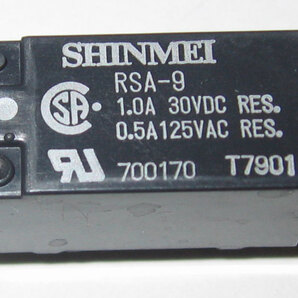 SHINMEI
RSA-9
1.0A 30VDC RES.
0.5A125VAC RES.
700170 T7901